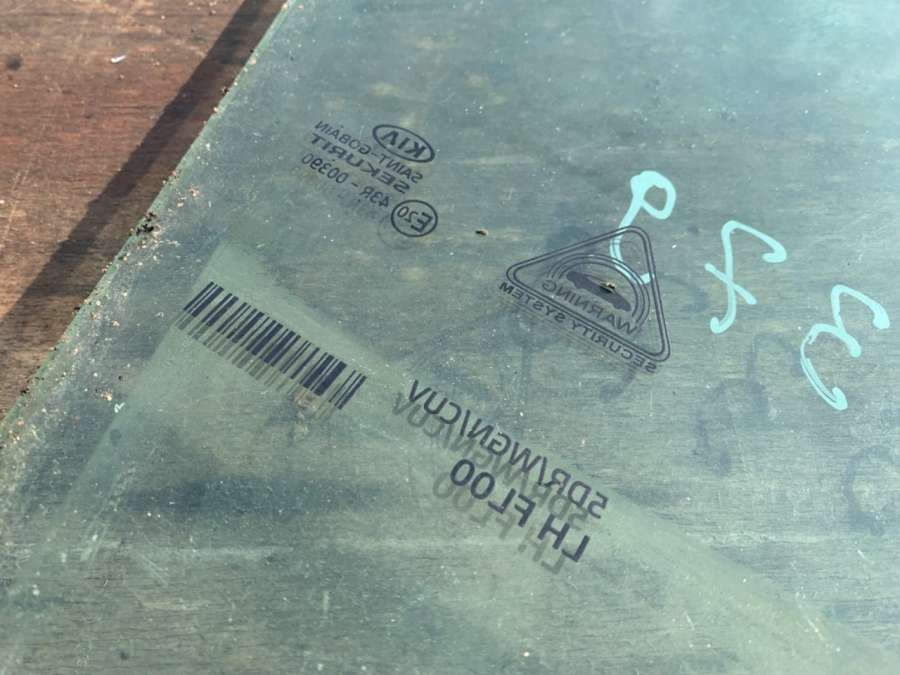 KIA
SAINT-GOBAIN
SEKURIT
E20 43R - 00390
WARNING
SECURITY SYSTEM
5DR/WGN/CUV
LH FL00